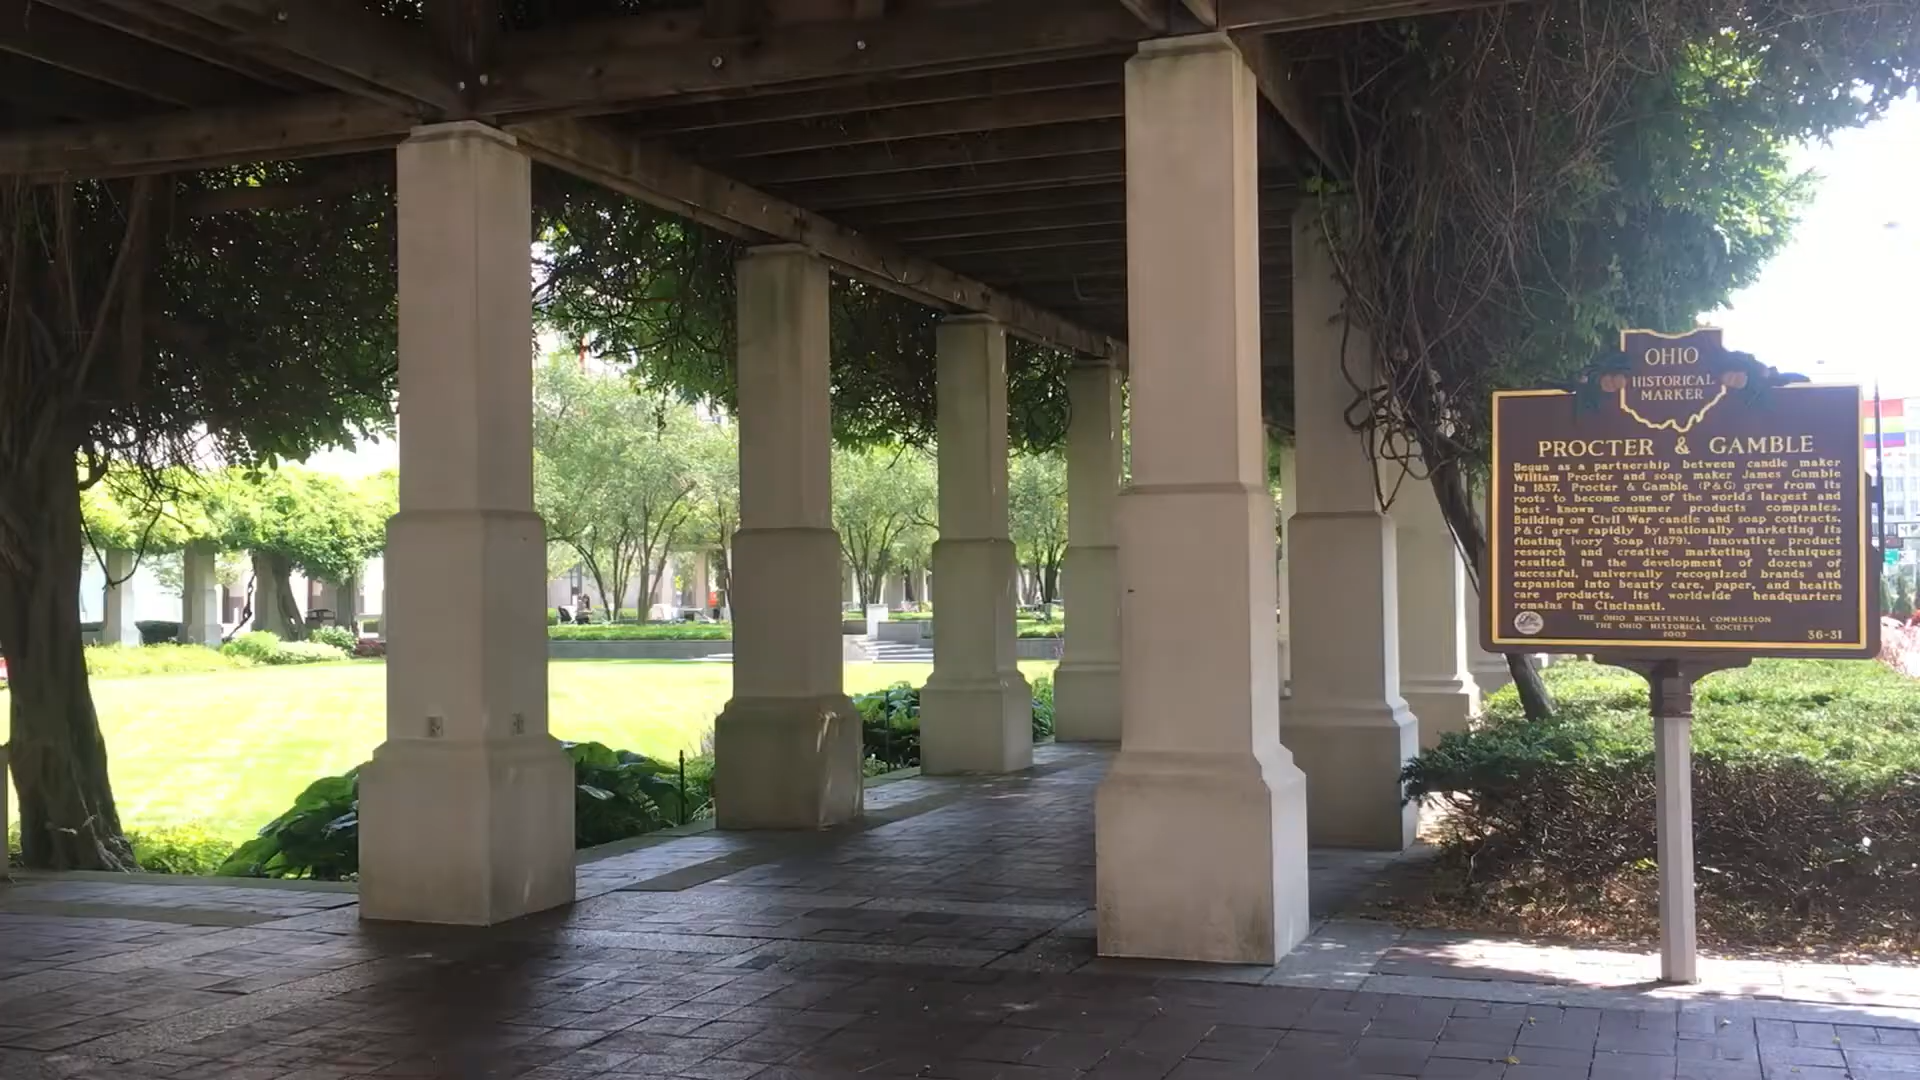 OHIO
HISTORICAL
MARKER
PROCTER & GAMBLE
Begun as a partnership between candle maker
William Procter and soap maker James Gamble
in 1837, Procter & Gamble (P&G) grew from its
roots to become one of the worlds largest and
best-known consumer products companies.
Building on Civil War candle and soap contracts,
P&G grew rapidly by nationally marketing its
floating Ivory Soap (1879). Innovative product
research and creative marketing techniques
resulted in the development of dozens of
successful, universally recognized brands and
expansion into beauty care, paper, and health
care products. Its worldwide headquarters
remains in Cincinnati.
THE OHIO BICENTENNIAL COMMISSION
THE OHIO HISTORICAL SOCIETY
2003
36-31